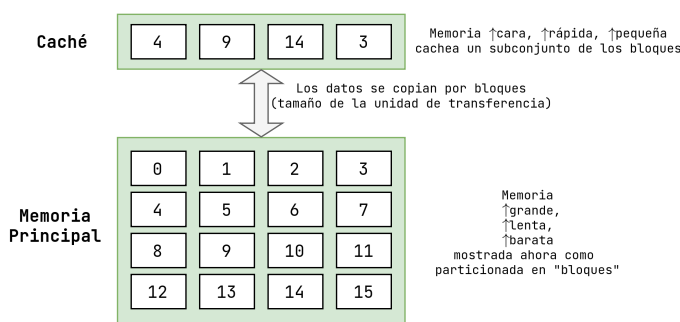 Caché
4 9 14 3
Memoria ↑cara, ↑rápida, ↑pequeña
cachea un subconjunto de los bloques
Los datos se copian por bloques
(tamaño de la unidad de transferencia)
Memoria
Principal
0 1 2 3
4 5 6 7
8 9 10 11
12 13 14 15
Memoria
↑grande,
↑lenta,
↑barata
mostrada ahora como
particionada en "bloques"